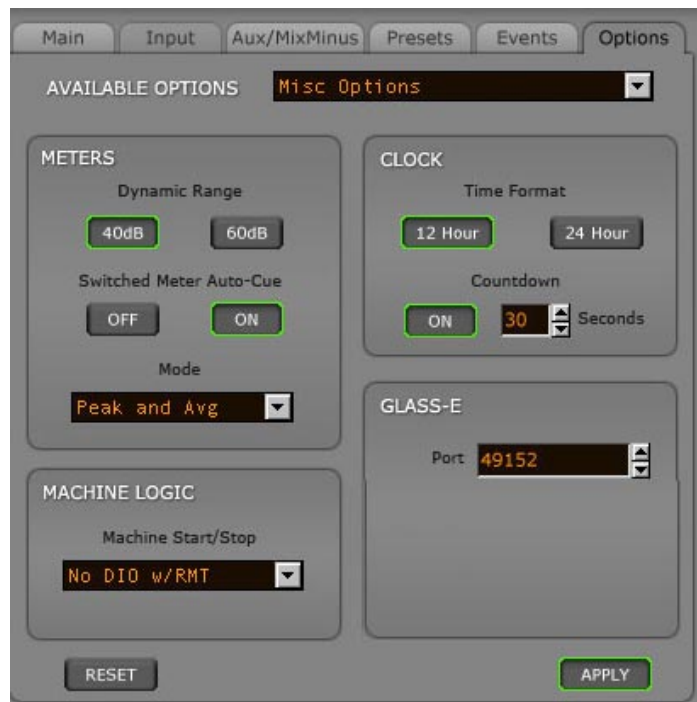 Main Input Aux/MixMinus Presets Events Options
AVAILABLE OPTIONS Misc Options
METERS
Dynamic Range
40dB 60dB
Switched Meter Auto-Cue
OFF ON
Mode
Peak and Avg
MACHINE LOGIC
Machine Start/Stop
No DIO w/RMT
CLOCK
Time Format
12 Hour 24 Hour
Countdown
ON 30 Seconds
GLASS-E
Port 49152
RESET APPLY